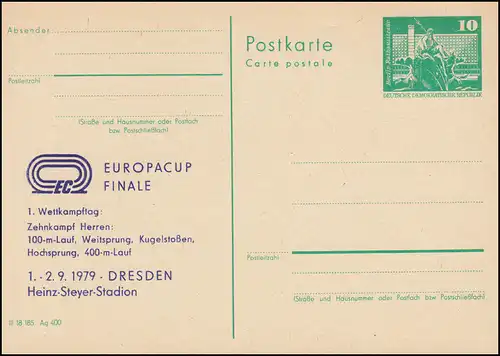 Absender
Postleitzahl
(Straße und Hausnummer oder Postfach
bzw. Postschließfach)
EC
EUROPACUP
FINALE
1. Wettkampftag:
Zehnkampf Herren:
100-m-Lauf, Weitsprung, Kugelstoßen,
Hochsprung, 400-m-Lauf
1. - 2. 9. 1979 · DRESDEN
Heinz-Steyer-Stadion
III 18 185 Ag 400
Postkarte
Carte postale
10
Berlin, Rathausstraße
DEUTSCHE DEMOKRATISCHE REPUBLIK
Postleitzahl
(Straße und Hausnummer oder Postfach bzw. Postschließfach)